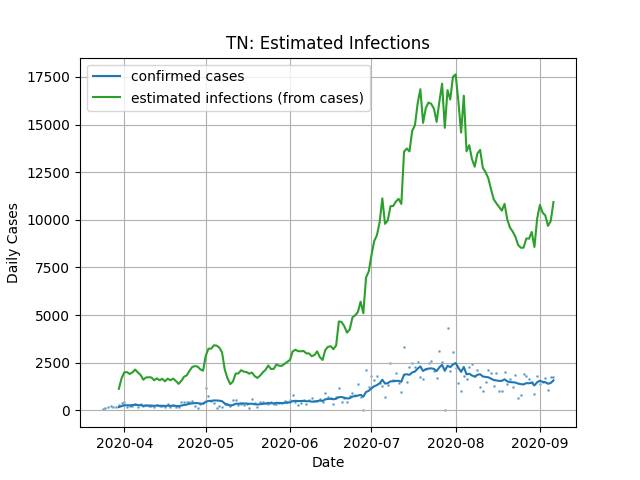 TN: Estimated Infections
confirmed cases
estimated infections (from cases)
17500
15000
12500
10000
7500
5000
2500
0
Daily Cases
2020-04 2020-05 2020-06 2020-07 2020-08 2020-09
Date